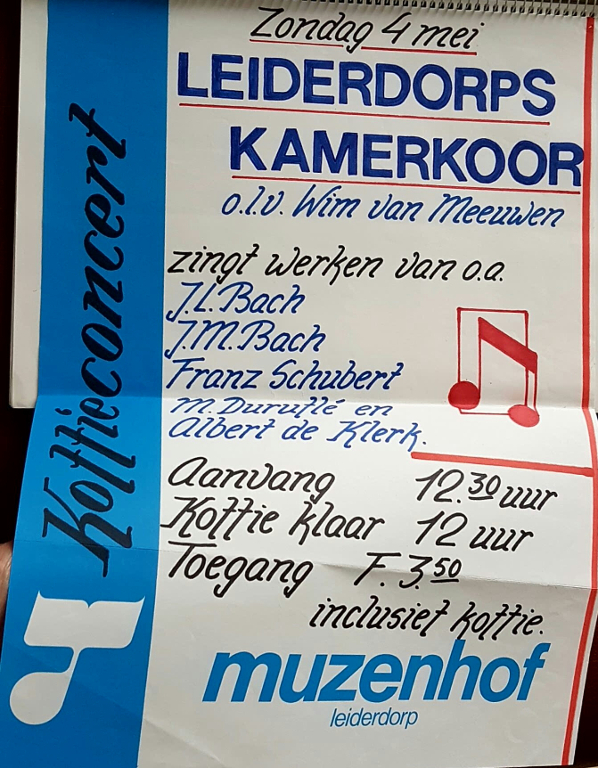 Koffieconcert
Zondag 4 mei
LEIDERDORPS
KAMERKOOR
o.l.v. Wim van Meeuwen
zingt werken van o.a.
J.L. Bach
J.M. Bach
Franz Schubert
M. Duruflé en
Albert de Klerk.
Aanvang 12.30 uur
Koffie klaar 12 uur
Toegang F. 3.50
inclusief koffie.
muzenhof
leiderdorp